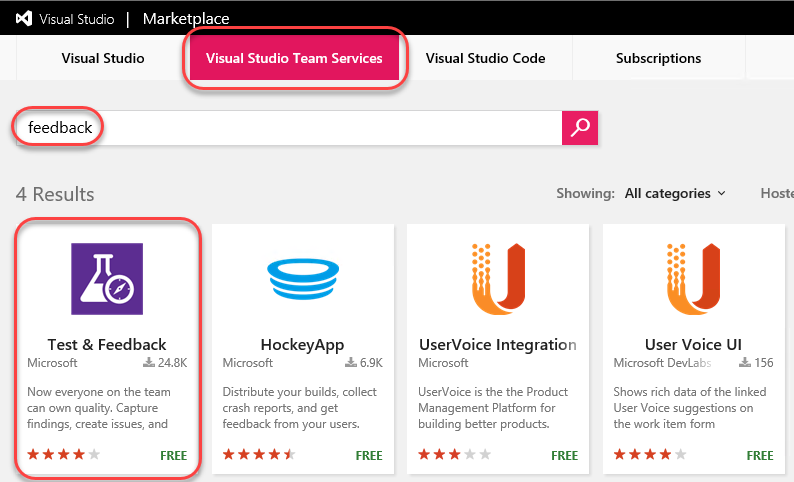 Visual Studio | Marketplace
Visual Studio
Visual Studio Team Services
Visual Studio Code
Subscriptions
feedback
4 Results
Showing: All categories
Test & Feedback
Microsoft 24.8K
Now everyone on the team
can own quality. Capture
findings, create issues, and
FREE
HockeyApp
Microsoft 6.9K
Distribute your builds, collect
crash reports, and get
feedback from your users.
FREE
UserVoice Integration
Microsoft
UserVoice is the the Product
Management Platform for
building better products.
FREE
User Voice UI
Microsoft DevLabs 156
Shows rich data of the linked
User Voice suggestions on
the work item form
FREE